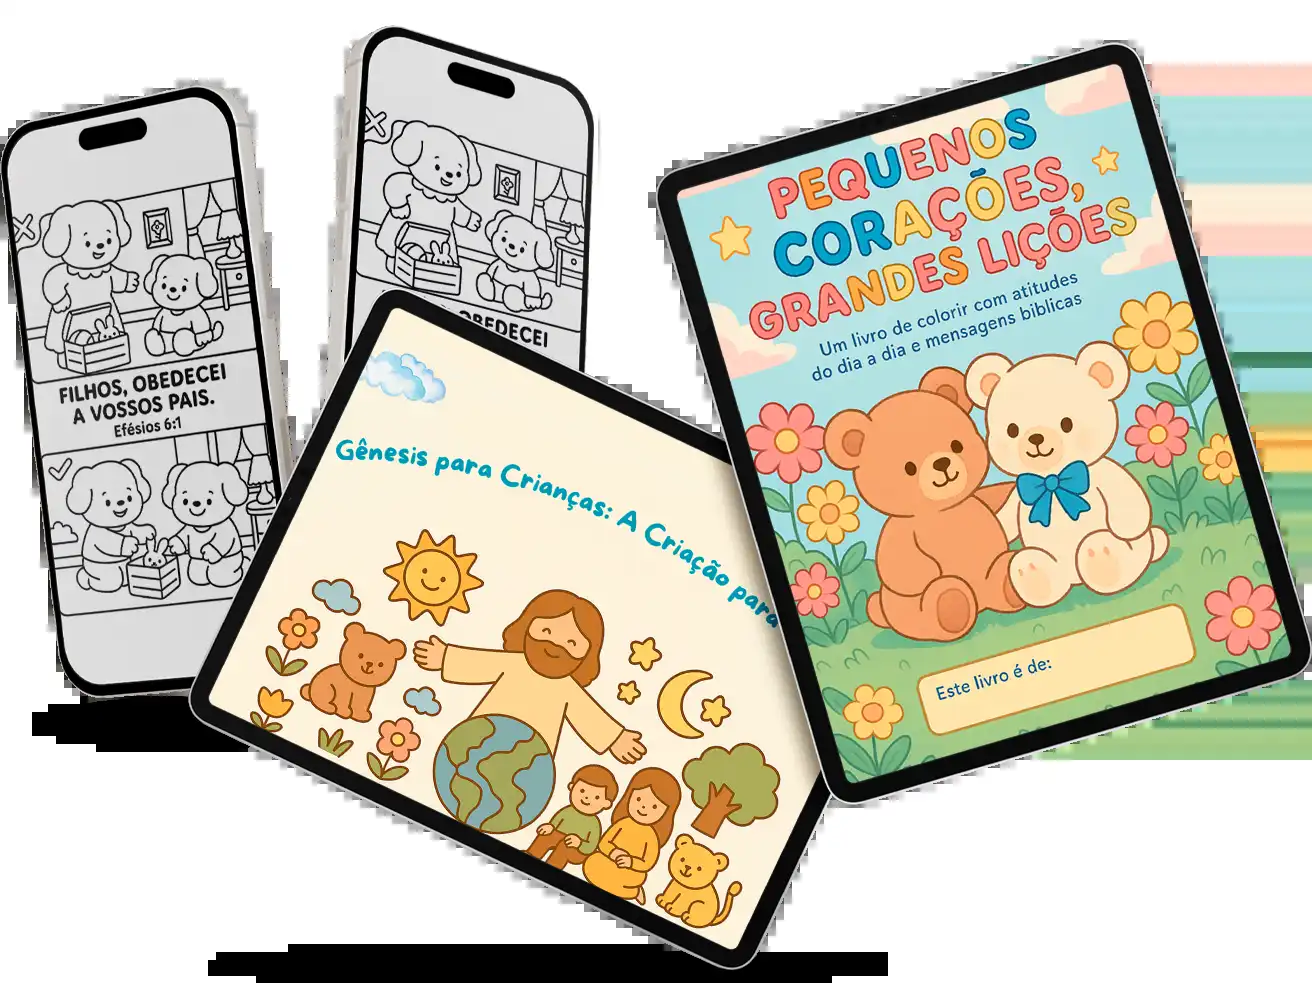 FILHOS, OBEDECEI
A VOSSOS PAIS.
Efésios 6:1
OBEDECEI
Gênesis para Crianças: A Criação para
PEQUENOS
CORAÇÕES,
GRANDES LIÇÕES
Um livro de colorir com atitudes
do dia a dia e mensagens bíblicas
Este livro é de: